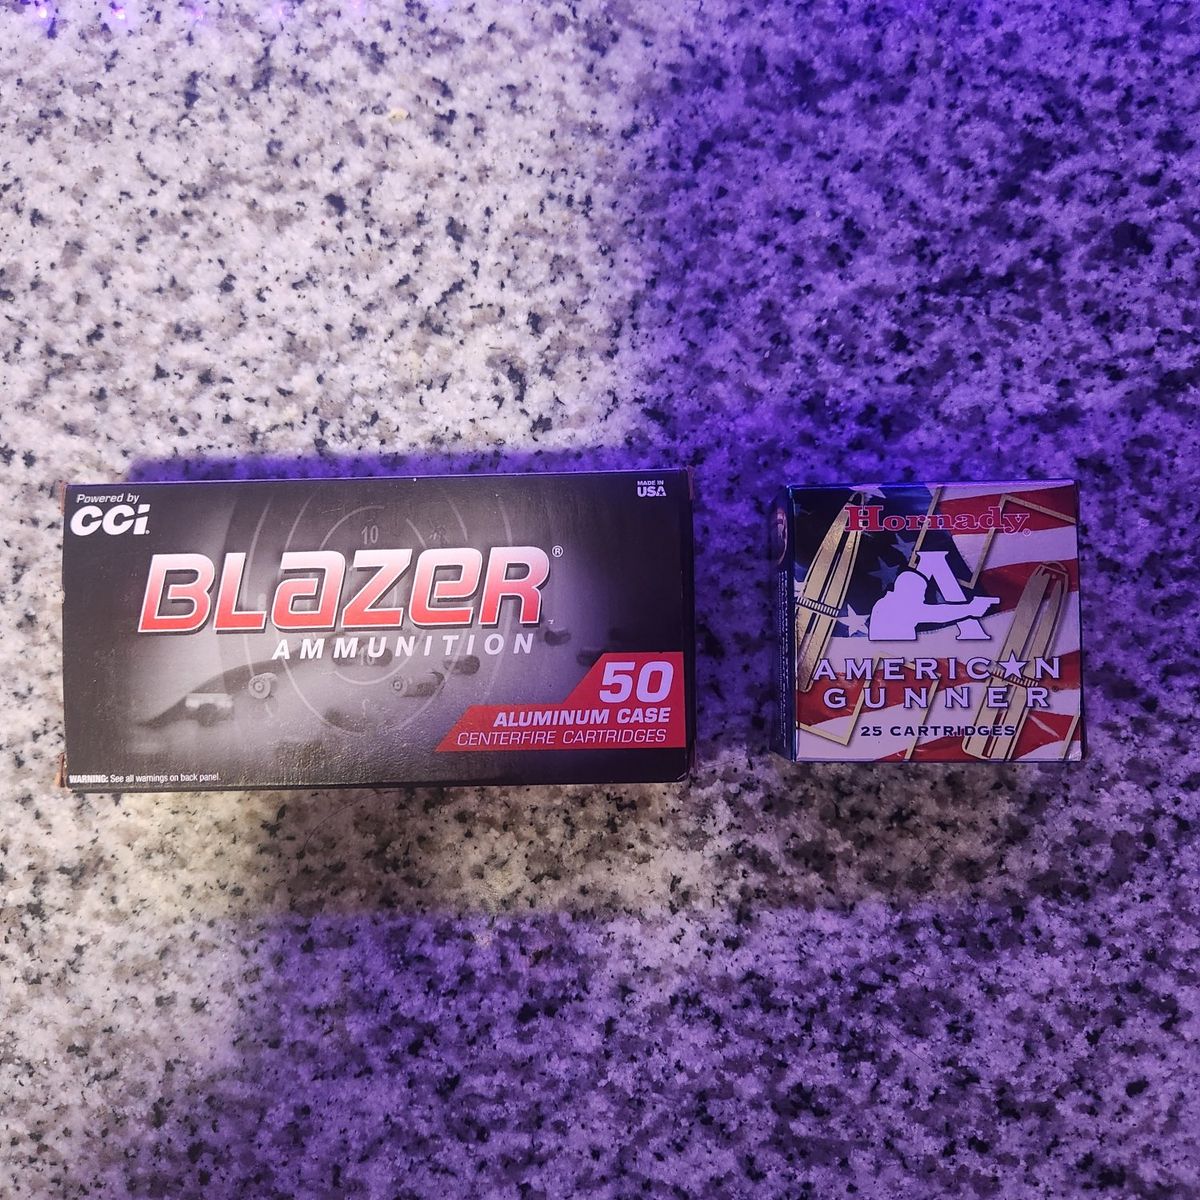 Powered by
CCI
MADE IN
USA
BLAZER®
AMMUNITION
50
ALUMINUM CASE
CENTERFIRE CARTRIDGES
WARNING: See all warnings on back panel.
Hornady®
A
AMERIC★N
GUNNER
25 CARTRIDGES